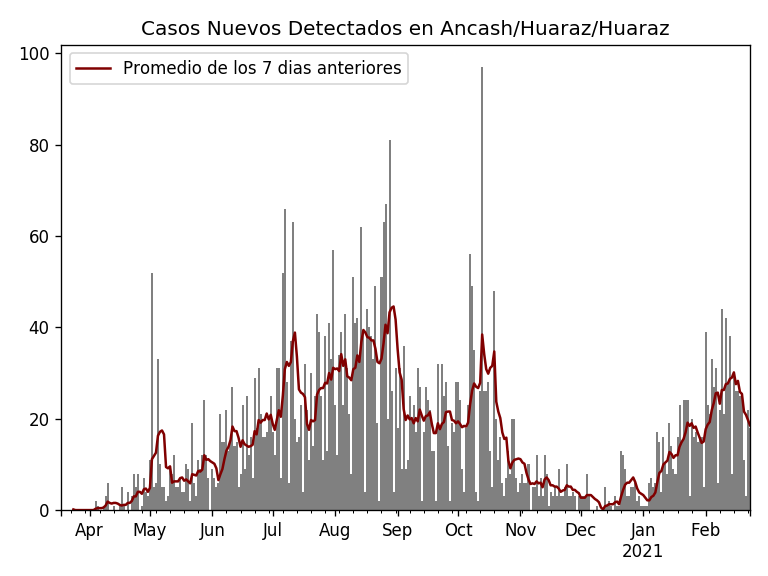 Casos Nuevos Detectados en Ancash/Huaraz/Huaraz
Promedio de los 7 dias anteriores
100
80
60
40
20
0
Apr May Jun Jul Aug Sep Oct Nov Dec Jan Feb
2021